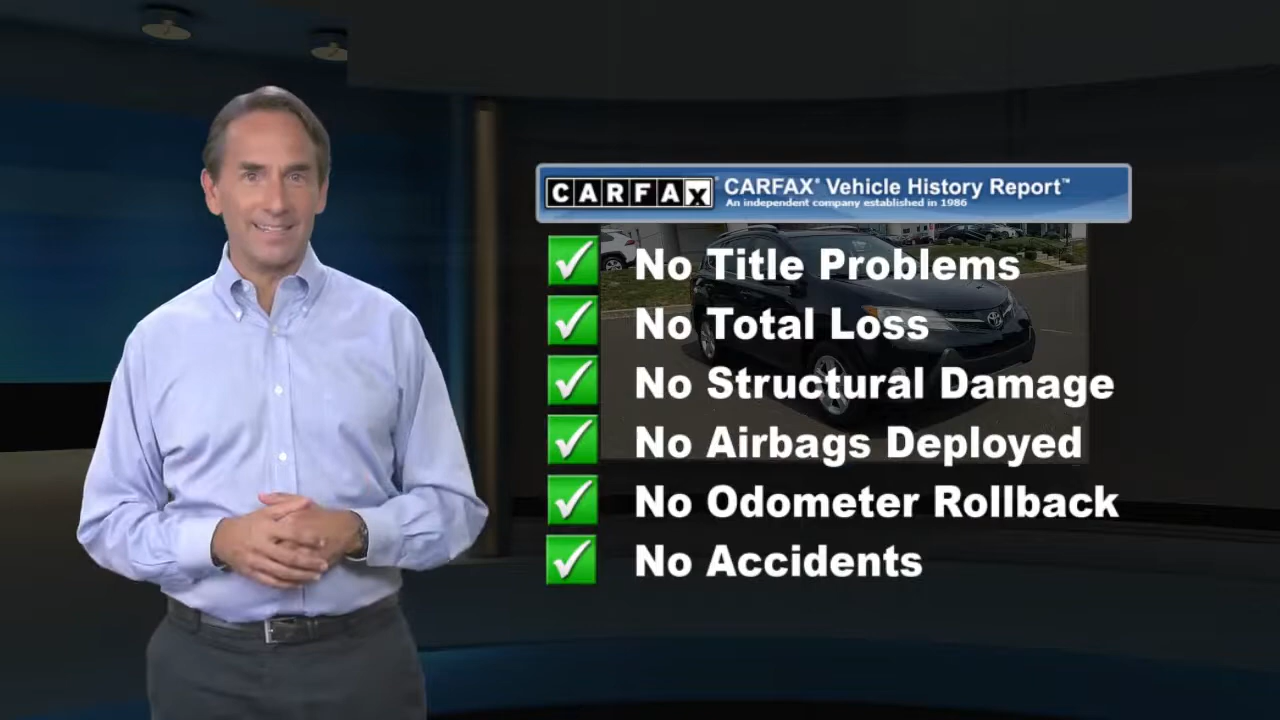 CARFAX
CARFAX® Vehicle History Report™
An independent company established in 1986
No Title Problems
No Total Loss
No Structural Damage
No Airbags Deployed
No Odometer Rollback
No Accidents